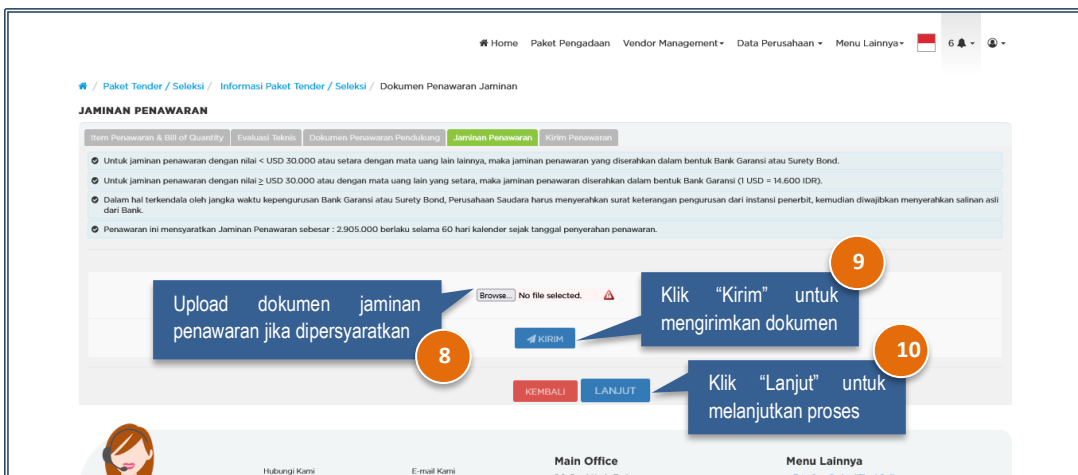 Home Paket Pengadaan Vendor Management Data Perusahaan Menu Lainnya 6
/ Paket Tender / Seleksi / Informasi Paket Tender / Seleksi / Dokumen Penawaran Jaminan
JAMINAN PENAWARAN
Item Penawaran & Bill of Quantity Evaluasi Teknis Dokumen Penawaran Pendukung Jaminan Penawaran Kirim Penawaran
Untuk jaminan penawaran dengan nilai < USD 30.000 atau setara dengan mata uang lain lainnya, maka jaminan penawaran yang diserahkan dalam bentuk Bank Garansi atau Surety Bond.
Untuk jaminan penawaran dengan nilai ≥ USD 30.000 atau dengan mata uang lain yang setara, maka jaminan penawaran diserahkan dalam bentuk Bank Garansi (1 USD = 14.600 IDR).
Dalam hal terkendala oleh jangka waktu kepengurusan Bank Garansi atau Surety Bond, Perusahaan Saudara harus menyerahkan surat keterangan pengurusan dari instansi penerbit, kemudian diwajibkan menyerahkan salinan asli
dari Bank.
Penawaran ini mensyaratkan Jaminan Penawaran sebesar : 2.905.000 berlaku selama 60 hari kalender sejak tanggal penyerahan penawaran.
9
Upload dokumen jaminan
penawaran jika dipersyaratkan
8
Browse... No file selected.
Klik “Kirim” untuk
mengirimkan dokumen
KIRIM
10
KEMBALI LANJUT
Klik “Lanjut” untuk
melanjutkan proses
Hubungi Kami E-mail Kami Main Office Menu Lainnya